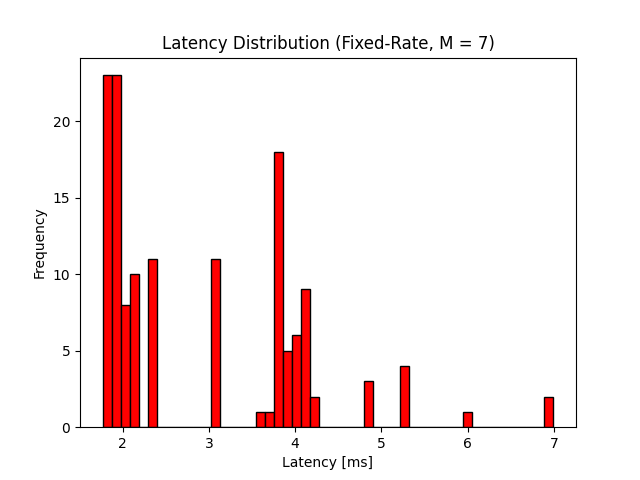 Latency Distribution (Fixed-Rate, M = 7)
20
15
10
5
0
Frequency
2 3 4 5 6 7
Latency [ms]